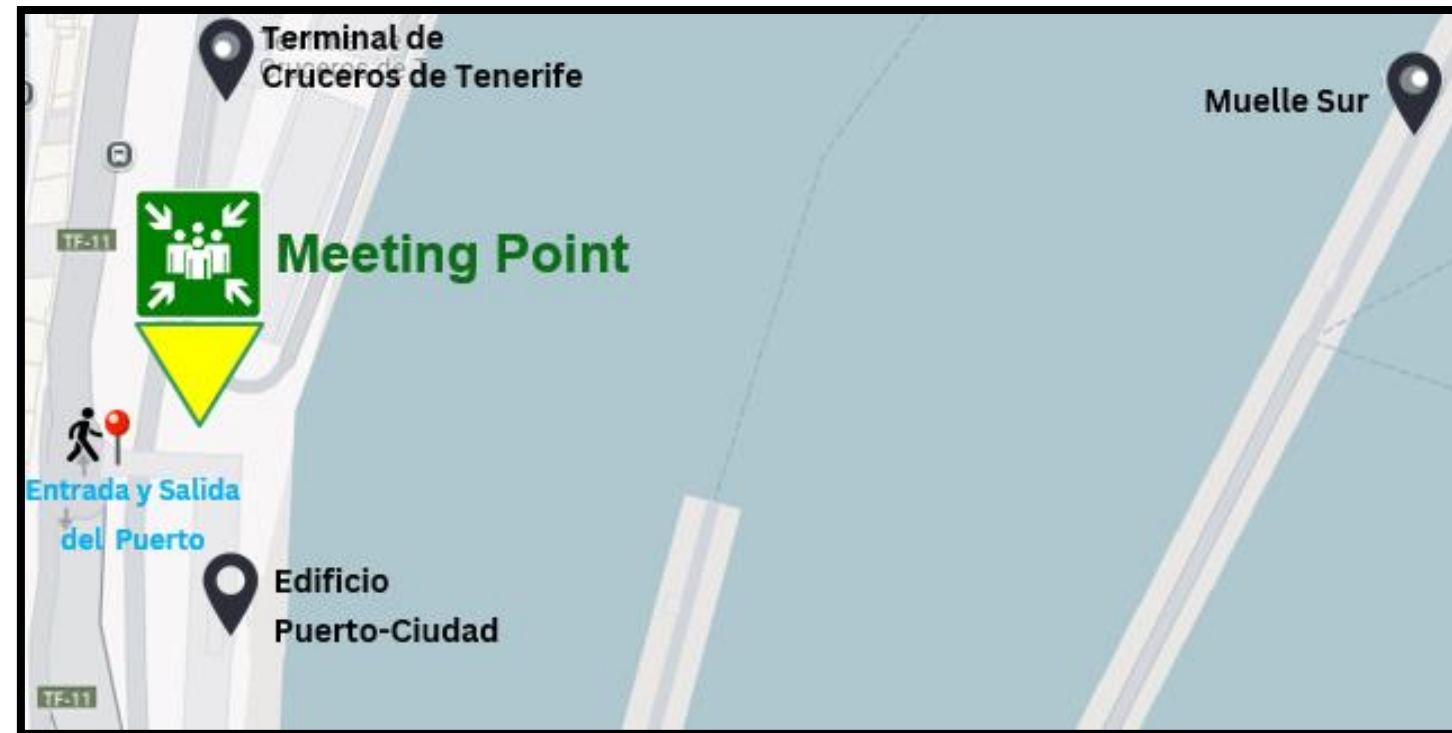 Terminal de
Cruceros de Tenerife
Muelle Sur
TF-11
Meeting Point
Entrada y Salida
del Puerto
Edificio
Puerto-Ciudad
TF-11